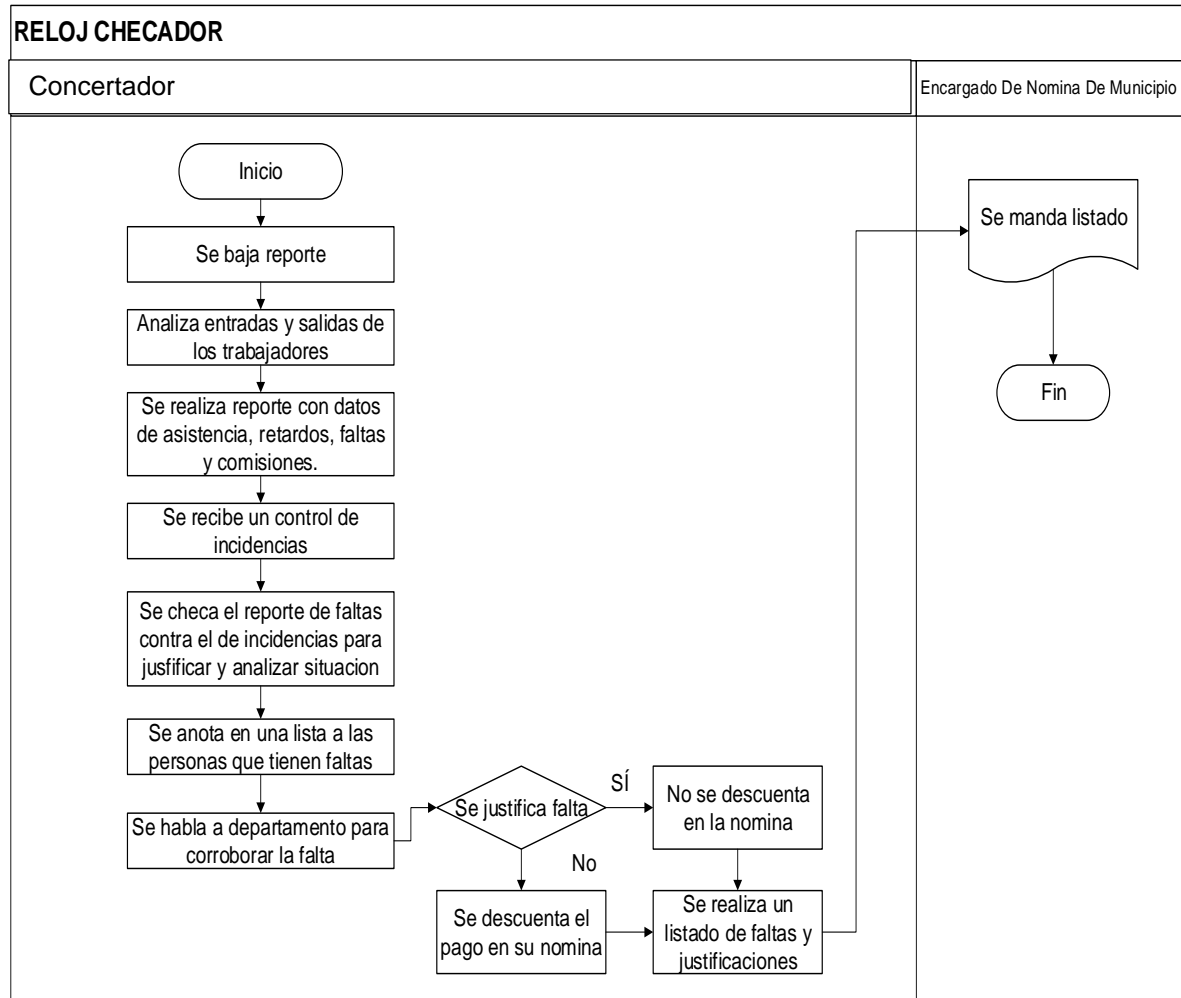 RELOJ CHECADOR
Concertador
Encargado De Nomina De Municipio
Inicio
Se baja reporte
Analiza entradas y salidas de
los trabajadores
Se realiza reporte con datos
de asistencia, retardos, faltas
y comisiones.
Se recibe un control de
incidencias
Se checa el reporte de faltas
contra el de incidencias para
jusfificar y analizar situacion
Se anota en una lista a las
personas que tienen faltas
Se habla a departamento para
corroborar la falta
Se justifica falta
SÍ
No se descuenta
en la nomina
No
Se descuenta el
pago en su nomina
Se realiza un
listado de faltas y
justificaciones
Se manda listado
Fin